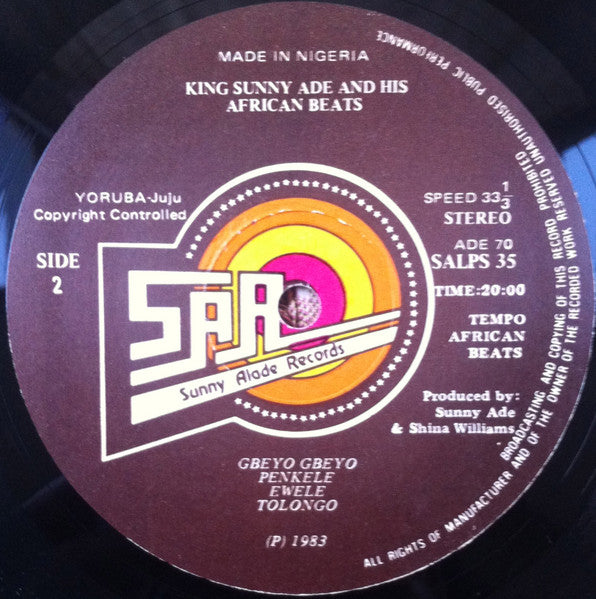 MADE IN NIGERIA
KING SUNNY ADE AND HIS
AFRICAN BEATS
YORUBA-Juju
Copyright Controlled
SIDE
2
SPEED 33 1/3
STEREO
ADE 70
SALPS 35
TIME:20:00
TEMPO
AFRICAN
BEATS
Produced by:
Sunny Ade
& Shina Williams
SAR
Sunny Alade Records
GBEYO GBEYO
PENKELE
EWELE
TOLONGO
(P) 1983
ALL RIGHTS OF MANUFACTURER AND OF THE OWNER OF THE RECORDED WORK RESERVED UNAUTHORISED PUBLIC PERFORMANCE
BROADCASTING AND COPYING OF THIS RECORD PROHIBITED